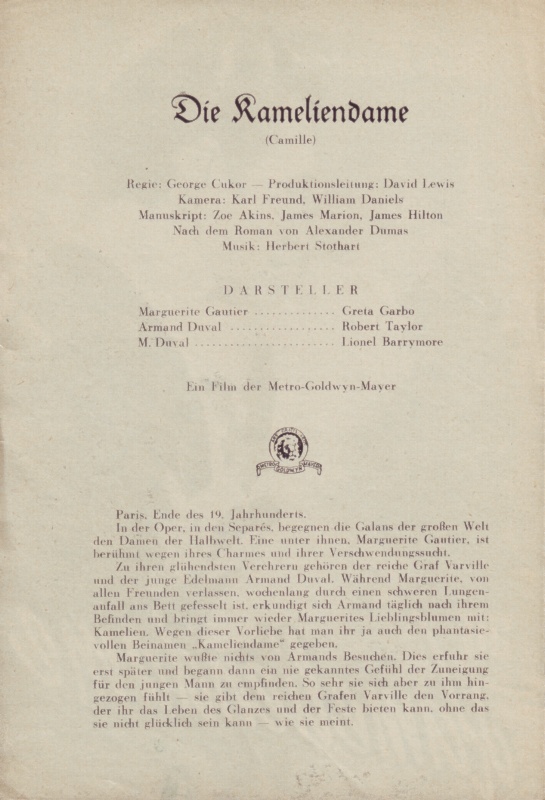 Die Kameliendame
(Camille)
Regie: George Cukor — Produktionsleitung: David Lewis
Kamera: Karl Freund, William Daniels
Manuskript: Zoe Akins, James Marion, James Hilton
Nach dem Roman von Alexander Dumas
Musik: Herbert Stothart
DARSTELLER
Marguerite Gautier ............. Greta Garbo
Armand Duval ................. Robert Taylor
M. Duval ....................... Lionel Barrymore
Ein Film der Metro-Goldwyn-Mayer
ARS GRATIA ARTIS
METRO GOLDWYN MAYER
Paris. Ende des 19. Jahrhunderts.
In der Oper, in den Separés, begegnen die Galans der großen Welt
den Damen der Halbwelt. Eine unter ihnen, Marguerite Gautier, ist
berühmt wegen ihres Charmes und ihrer Verschwendungssucht.
Zu ihren glühendsten Verehrern gehören der reiche Graf Varville
und der junge Edelmann Armand Duval. Während Marguerite, von
allen Freunden verlassen, wochenlang durch einen schweren Lungen-
anfall ans Bett gefesselt ist, erkundigt sich Armand täglich nach ihrem
Befinden und bringt immer wieder Marguerites Lieblingsblumen mit:
Kamelien. Wegen dieser Vorliebe hat man ihr ja auch den phantasie-
vollen Beinamen „Kameliendame" gegeben.
Marguerite wußte nichts von Armands Besuchen. Dies erfuhr sie
erst später und begann dann ein nie gekanntes Gefühl der Zuneigung
für den jungen Mann zu empfinden. So sehr sie sich aber zu ihm hin-
gezogen fühlt — sie gibt dem reichen Grafen Varville den Vorrang,
der ihr das Leben des Glanzes und der Feste bieten kann, ohne das
sie nicht glücklich sein kann — wie sie meint.